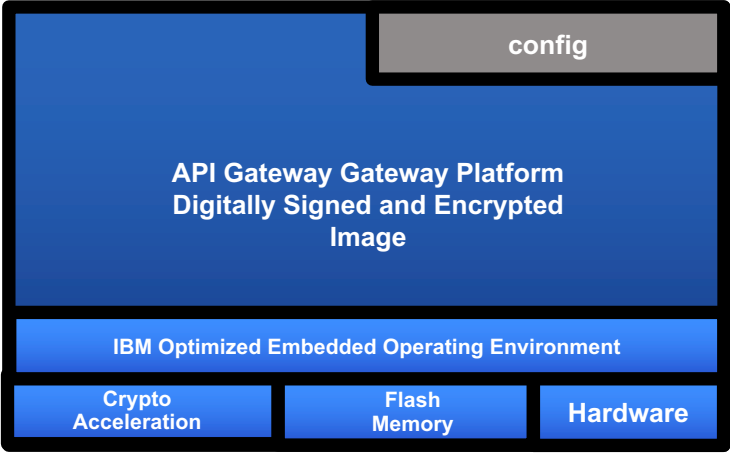 config
API Gateway Gateway Platform
Digitally Signed and Encrypted
Image
IBM Optimized Embedded Operating Environment
Crypto
Acceleration
Flash
Memory
Hardware